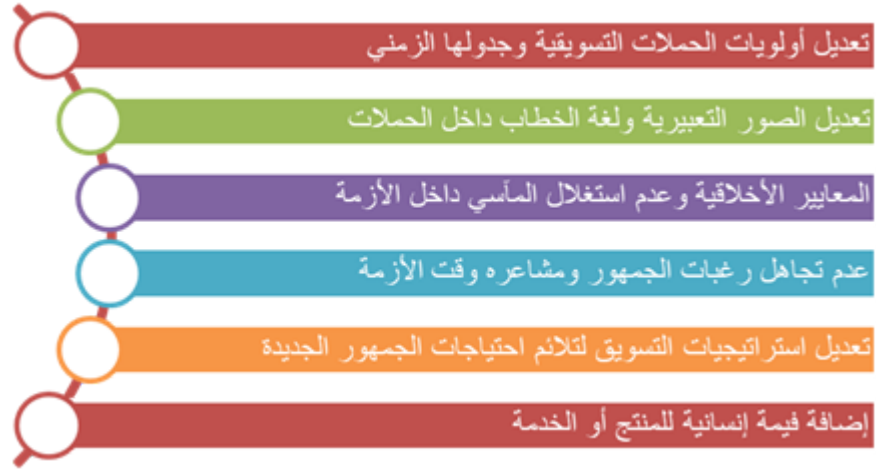 تعديل أولويات الحملات التسويقية وجدولها الزمني
تعديل الصور التعبيرية ولغة الخطاب داخل الحملات
المعايير الأخلاقية وعدم استغلال المآسي داخل الأزمة
عدم تجاهل رغبات الجمهور ومشاعره وقت الأزمة
تعديل استراتيجيات التسويق لتلائم احتياجات الجمهور الجديدة
إضافة قيمة إنسانية للمنتج أو الخدمة